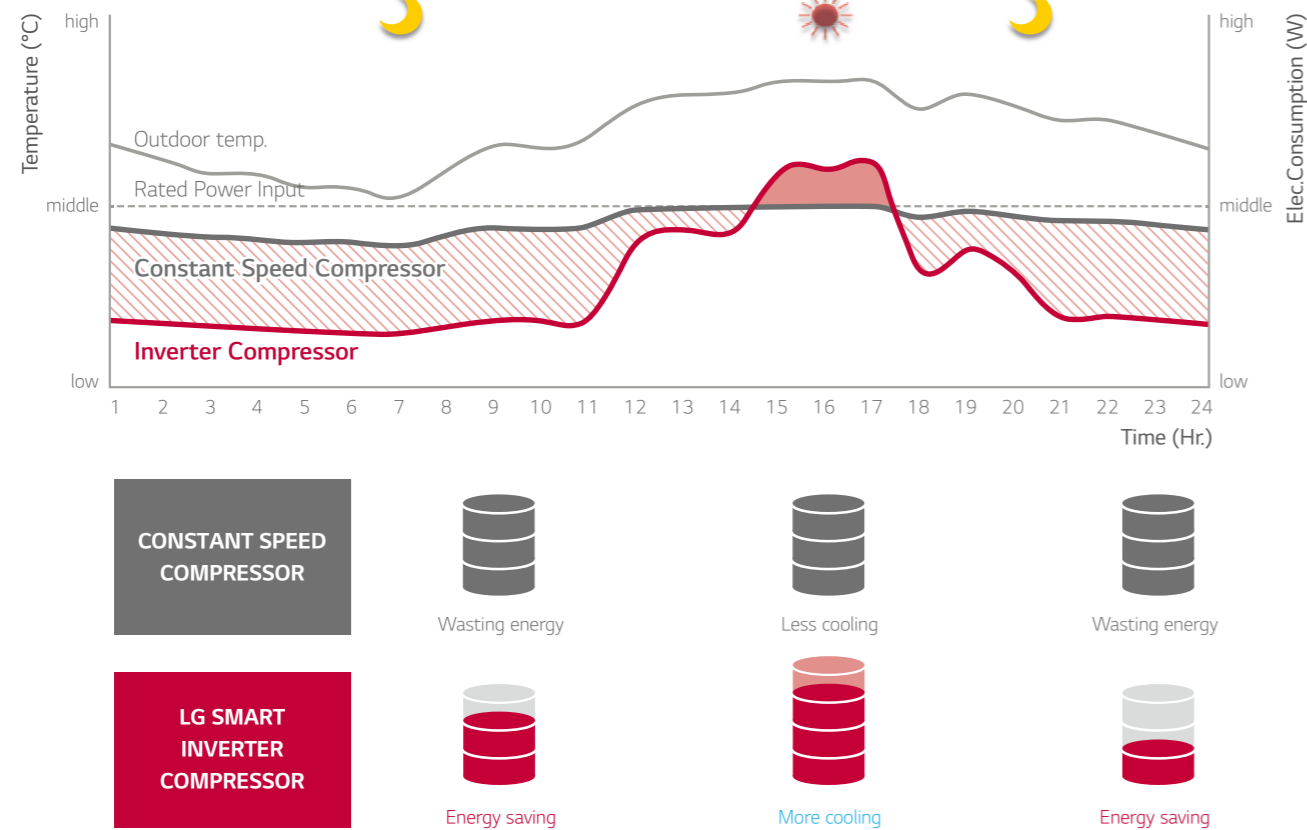 Temperature (°C)
high
high
Elec.Consumption (W)
Outdoor temp.
Rated Power Input
middle
middle
Constant Speed Compressor
Inverter Compressor
low
low
1 2 3 4 5 6 7 8 9 10 11 12 13 14 15 16 17 18 19 20 21 22 23 24
Time (Hr.)
CONSTANT SPEED
COMPRESSOR
Wasting energy
Less cooling
Wasting energy
LG SMART
INVERTER
COMPRESSOR
Energy saving
More cooling
Energy saving